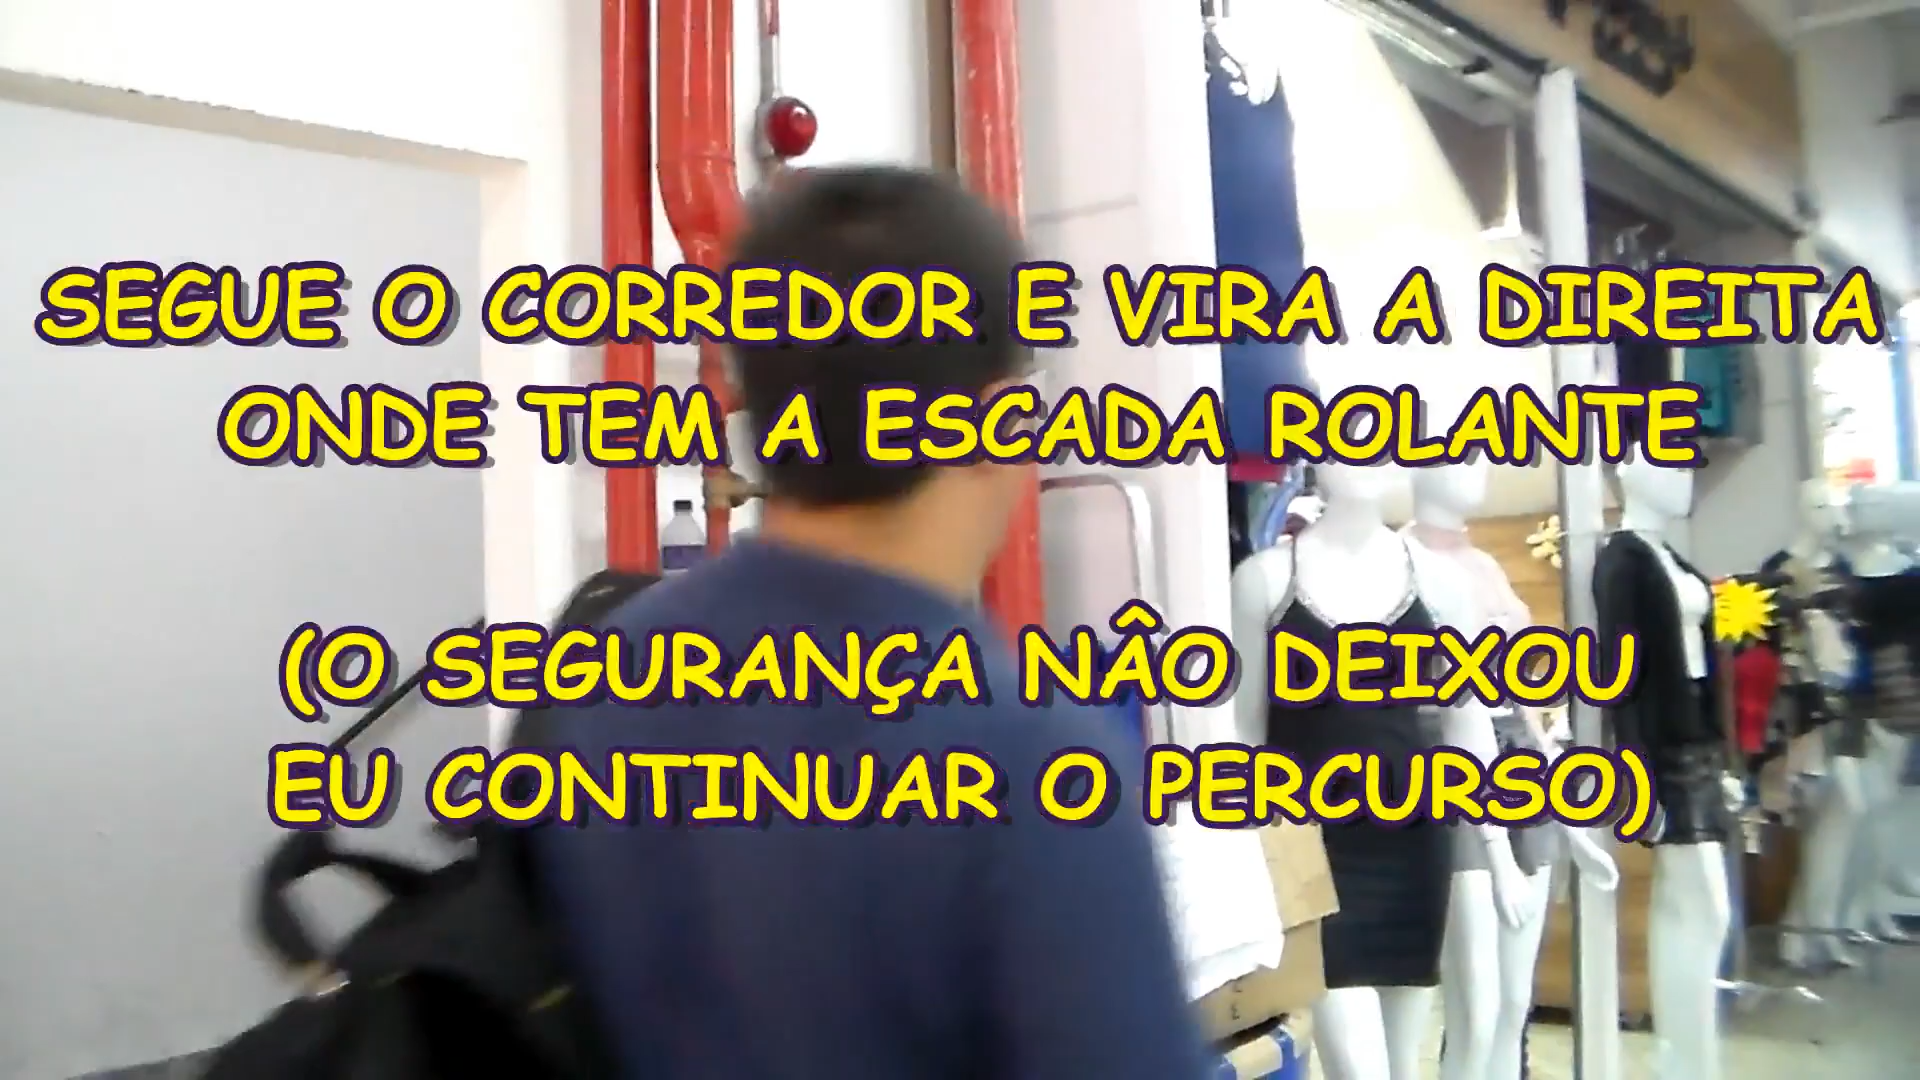 SEGUE O CORREDOR E VIRA A DIREITA
ONDE TEM A ESCADA ROLANTE
(O SEGURANÇA NÂO DEIXOU
EU CONTINUAR O PERCURSO)